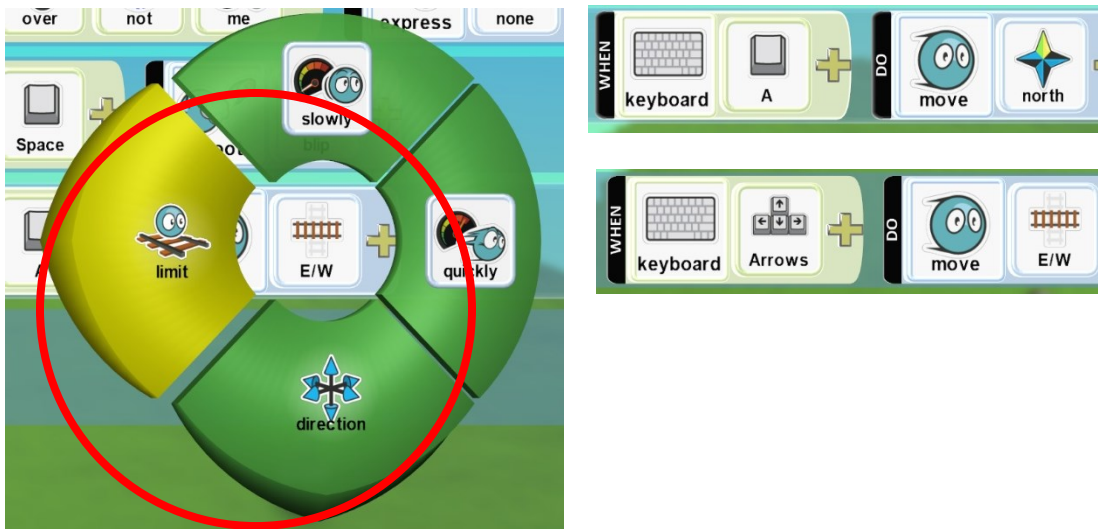 over not me express none
slowly
Space
limit
E/W
quickly
direction
WHEN keyboard A DO move north
WHEN keyboard Arrows DO move E/W